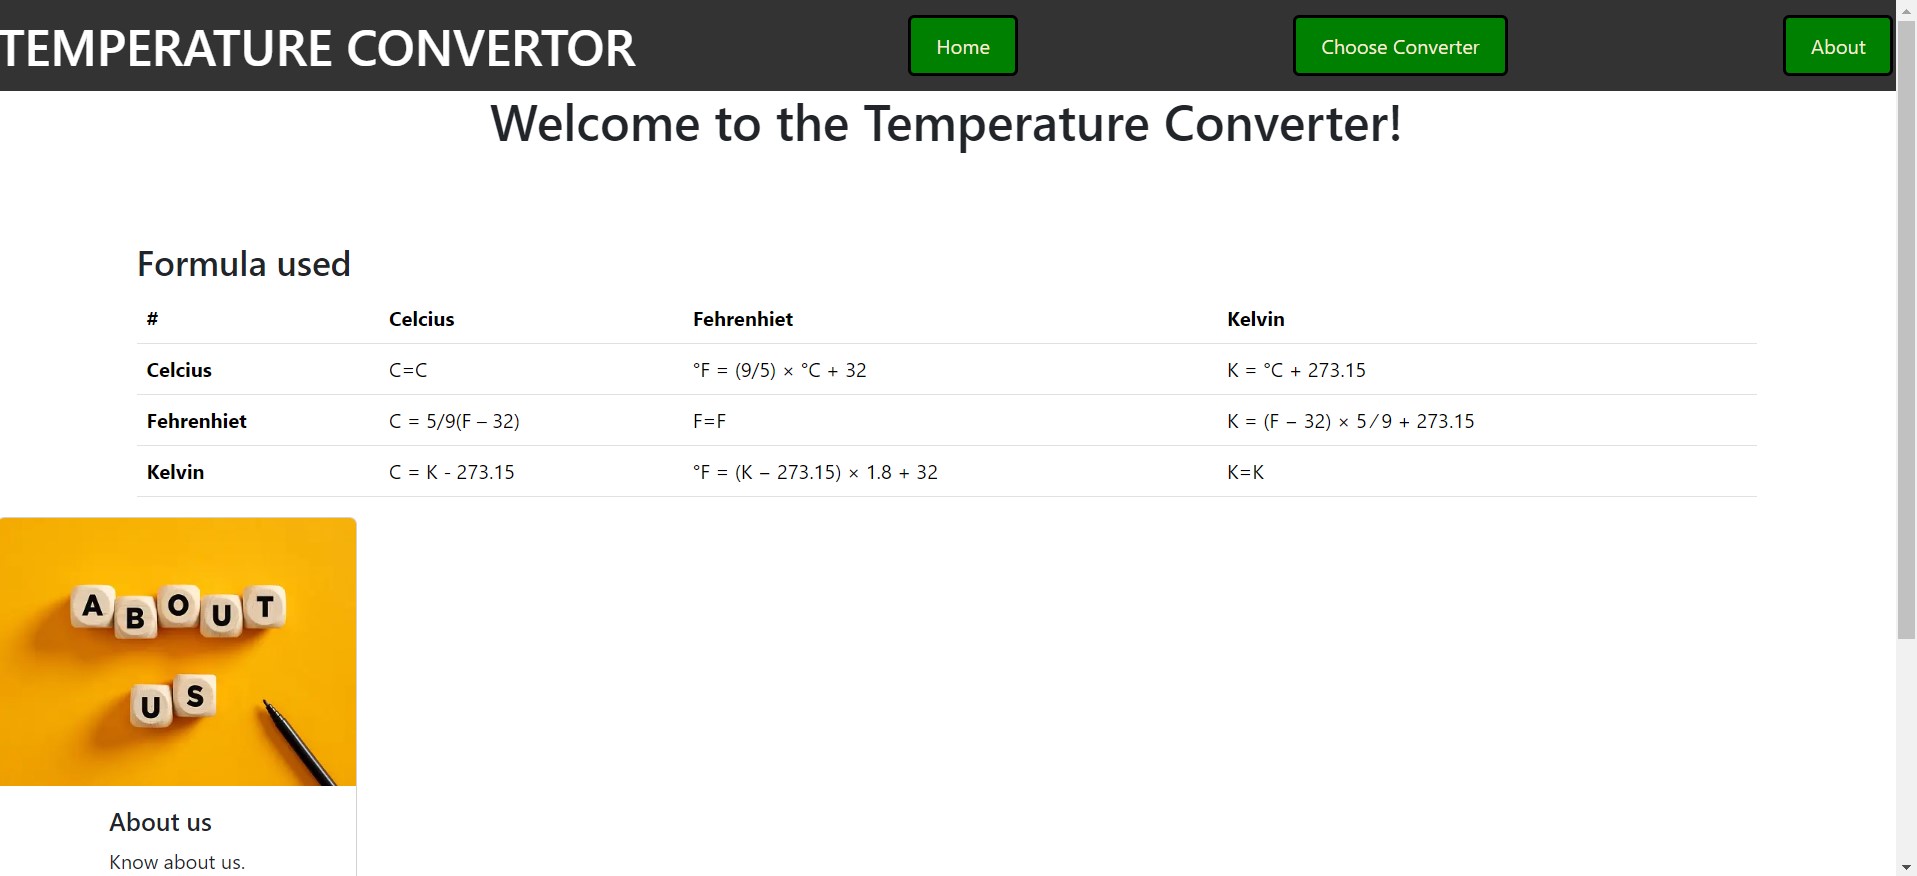 TEMPERATURE CONVERTOR Home Choose Converter About
Welcome to the Temperature Converter!
Formula used
# Celcius Fehrenhiet Kelvin
Celcius C=C °F = (9/5) × °C + 32 K = °C + 273.15
Fehrenhiet C = 5/9(F – 32) F=F K = (F − 32) × 5 ⁄ 9 + 273.15
Kelvin C = K - 273.15 °F = (K − 273.15) × 1.8 + 32 K=K
ABOUT
US
About us
Know about us.